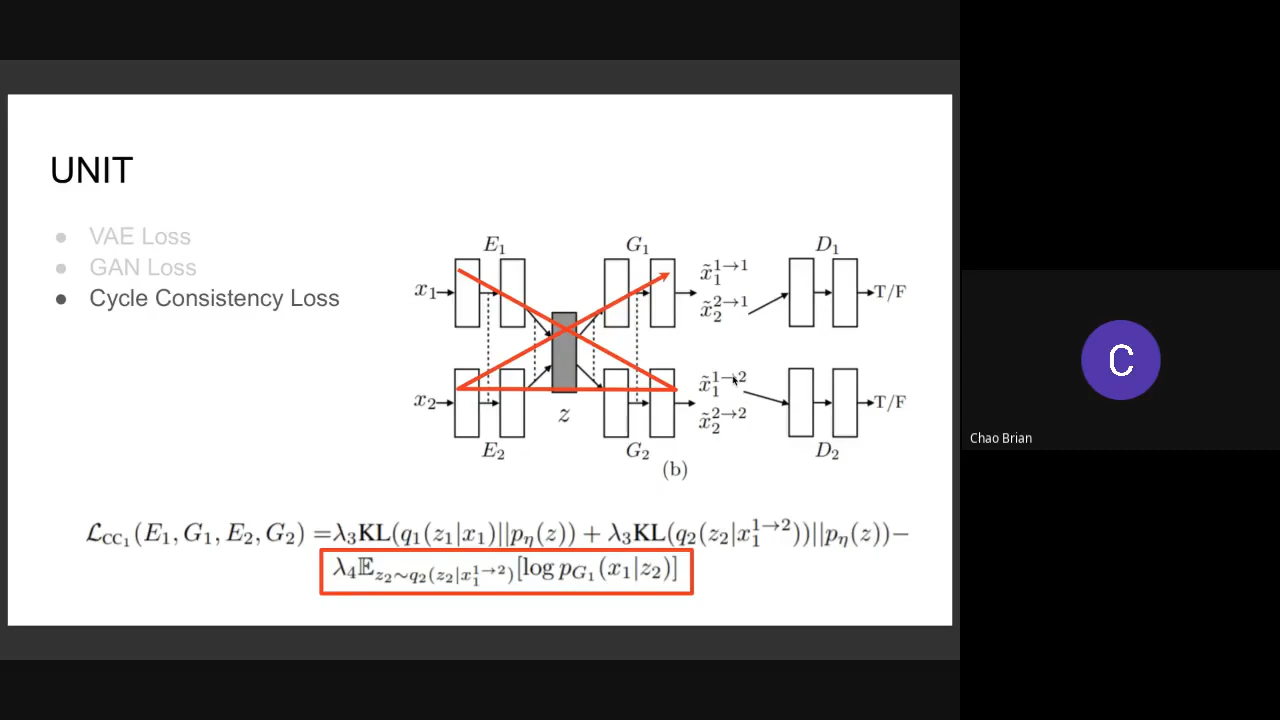 UNIT
● VAE Loss
● GAN Loss
● Cycle Consistency Loss
E₁ G₁ D₁
x₁ x̃₁^{1→1} T/F
x̃₂^{2→1}
x̃₁^{1→2}
x₂ z x̃₂^{2→2} T/F
E₂ G₂ D₂
(b)
ℒ_{CC₁}(E₁, G₁, E₂, G₂) =λ₃KL(q₁(z₁|x₁)||p_η(z)) + λ₃KL(q₂(z₂|x₁^{1→2}))||p_η(z))−
λ₄𝔼_{z₂∼q₂(z₂|x₁^{1→2})}[log p_{G₁}(x₁|z₂)]
C
Chao Brian